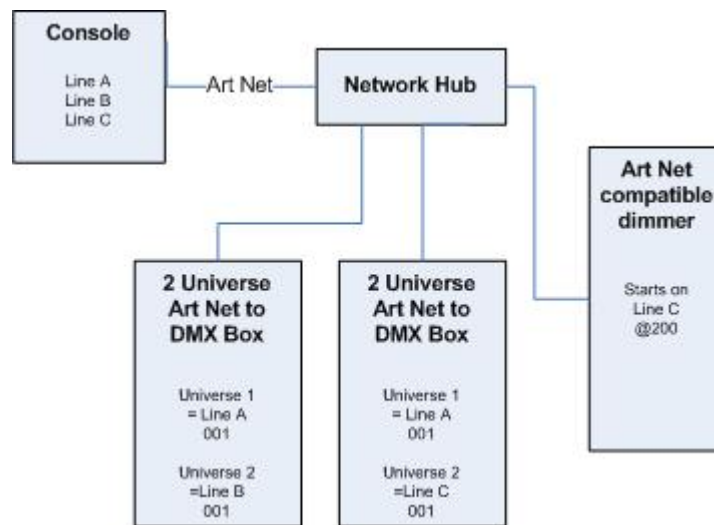 Console
Line A
Line B
Line C
Art Net
Network Hub
Art Net
compatible
dimmer
Starts on
Line C
@200
2 Universe
Art Net to
DMX Box
Universe 1
= Line A
001
Universe 2
=Line B
001
2 Universe
Art Net to
DMX Box
Universe 1
= Line A
001
Universe 2
=Line C
001